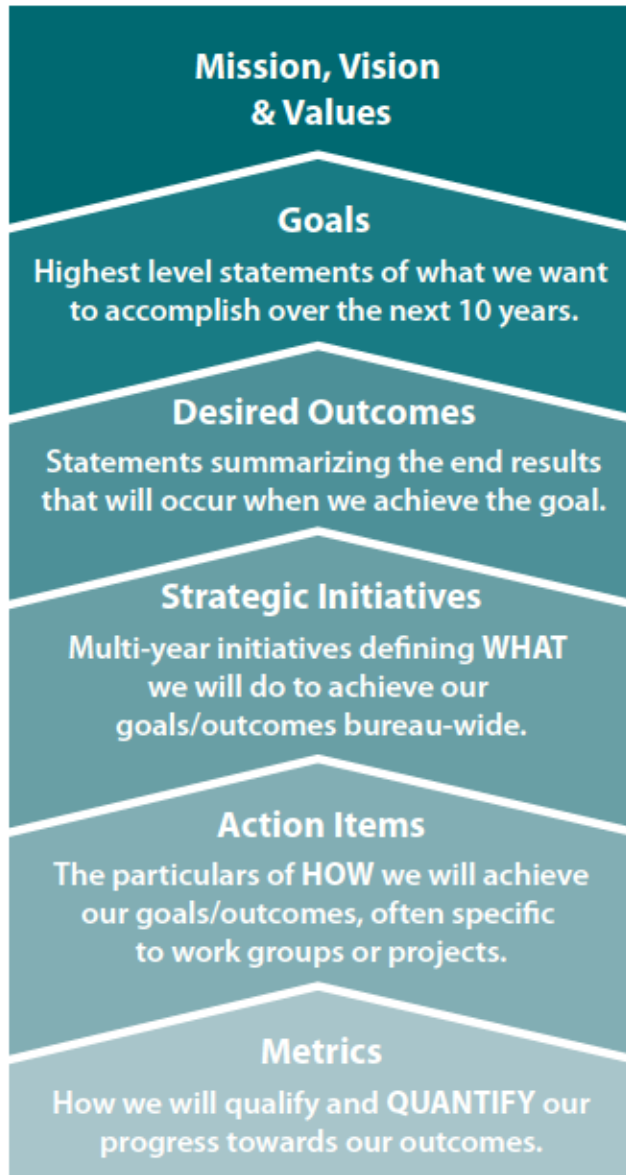 Mission, Vision
& Values
Goals
Highest level statements of what we want
to accomplish over the next 10 years.
Desired Outcomes
Statements summarizing the end results
that will occur when we achieve the goal.
Strategic Initiatives
Multi-year initiatives defining WHAT
we will do to achieve our
goals/outcomes bureau-wide.
Action Items
The particulars of HOW we will achieve
our goals/outcomes, often specific
to work groups or projects.
Metrics
How we will qualify and QUANTIFY our
progress towards our outcomes.